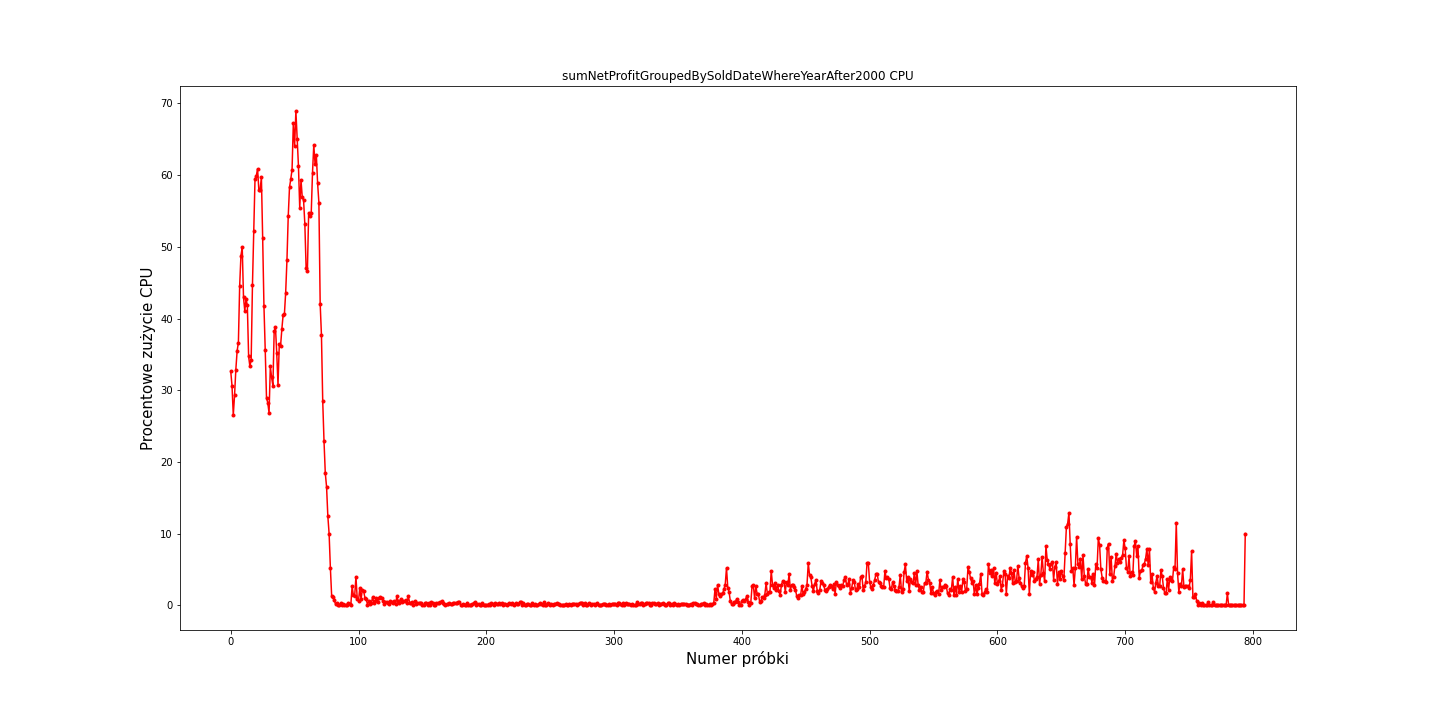 sumNetProfitGroupedBySoldDateWhereYearAfter2000 CPU
70
60
50
40
30
20
10
0
Procentowe zużycie CPU
0 100 200 300 400 500 600 700 800
Numer próbki